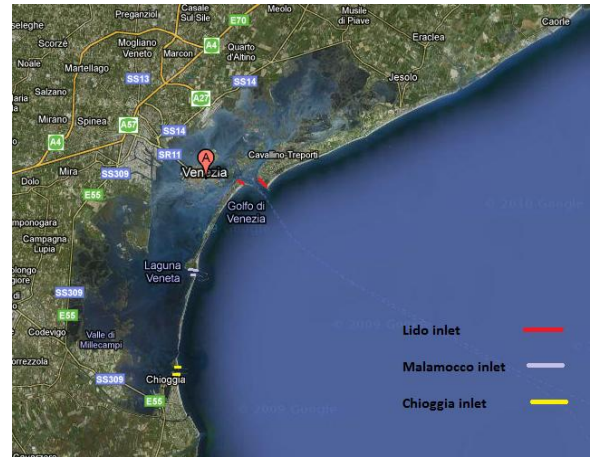 Preganziol
Casale
Sul Sile
E70
Meolo
Musile
di Piave
Caorle
seleghe
Scorzè
Mogliano
Veneto
Marcon
A4
Quarto
d'Altino
Eraclea
Noale
Martellago
SS13
SS14
Jesolo
Salzano
A27
Mirano
Spinea
A57
SS14
A4
SR11
Cavallino-Treporti
A
Venezia
Dolo
Mira
SS309
E55
Golfo di
Venezia
mponogara
Campagna
Lupia
Laguna
Veneta
SS309
E55
Codevigo
Valle di
Millecampi
Lido inlet
Malamocco inlet
Chioggia inlet
rrezzola
SS309
Chioggia
E55